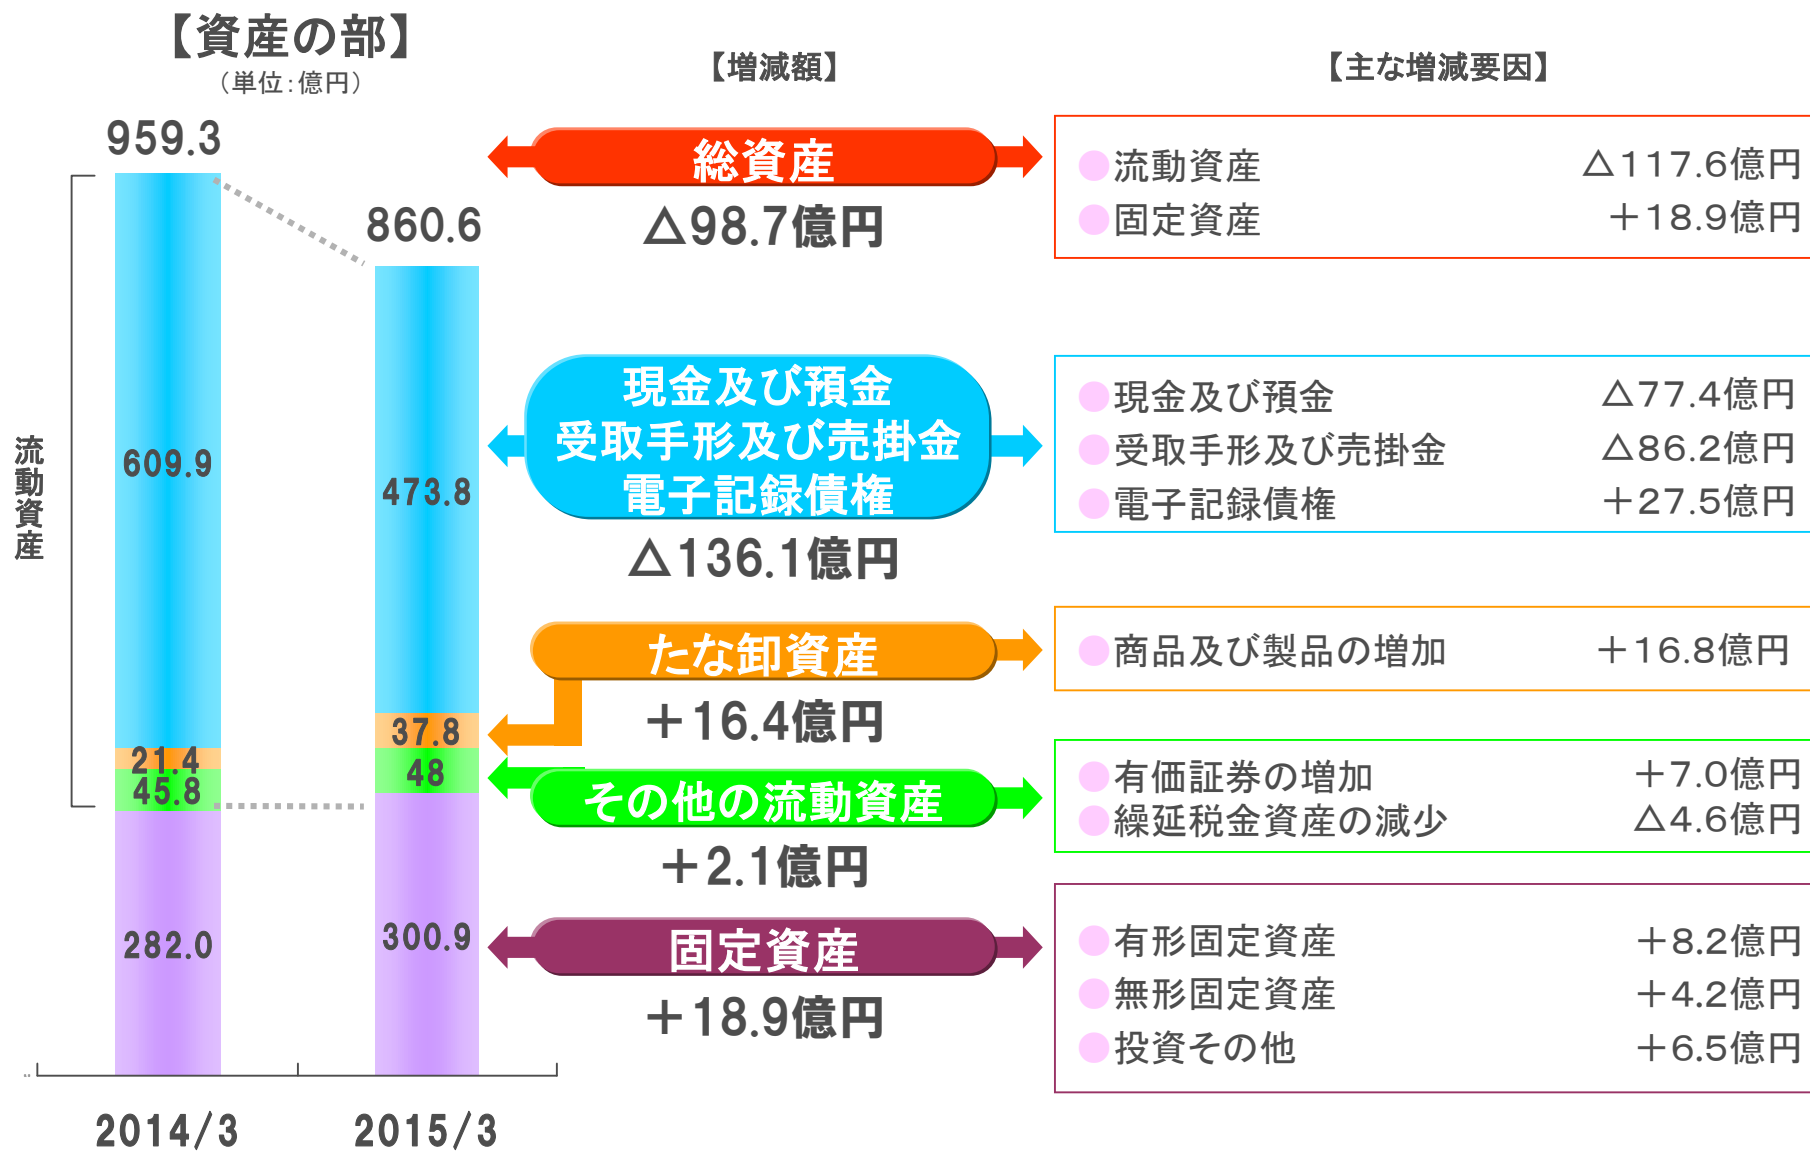 【資産の部】
（単位：億円）
【増減額】
【主な増減要因】
959.3
860.6
流動資産
609.9
473.8
21.4
37.8
45.8
48
282.0
300.9
2014/3
2015/3
総資産
△98.7億円
流動資産 △117.6億円
固定資産 ＋18.9億円
現金及び預金
受取手形及び売掛金
電子記録債権
△136.1億円
現金及び預金 △77.4億円
受取手形及び売掛金 △86.2億円
電子記録債権 ＋27.5億円
たな卸資産
＋16.4億円
商品及び製品の増加 ＋16.8億円
その他の流動資産
＋2.1億円
有価証券の増加 ＋7.0億円
繰延税金資産の減少 △4.6億円
固定資産
＋18.9億円
有形固定資産 ＋8.2億円
無形固定資産 ＋4.2億円
投資その他 ＋6.5億円